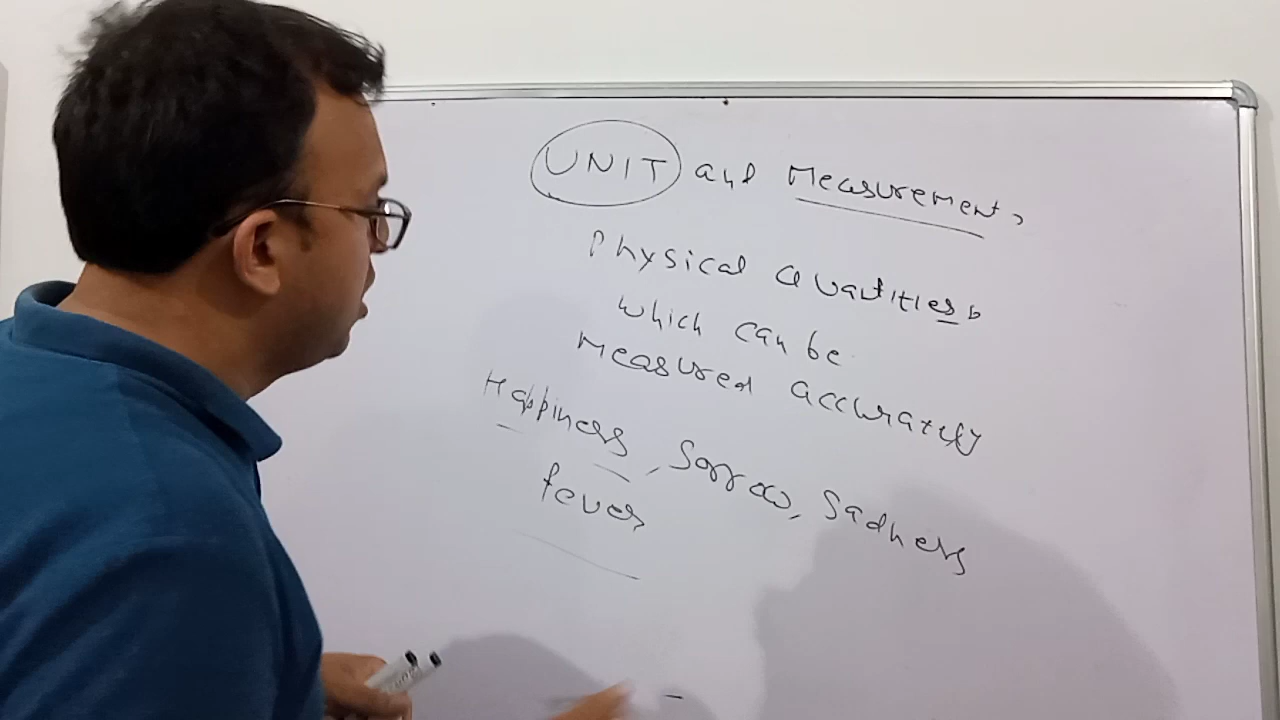 UNIT and Measurement,
Physical Quantities
which can be
Measured accurately
Happiness, Sorrow, Sadness
fever